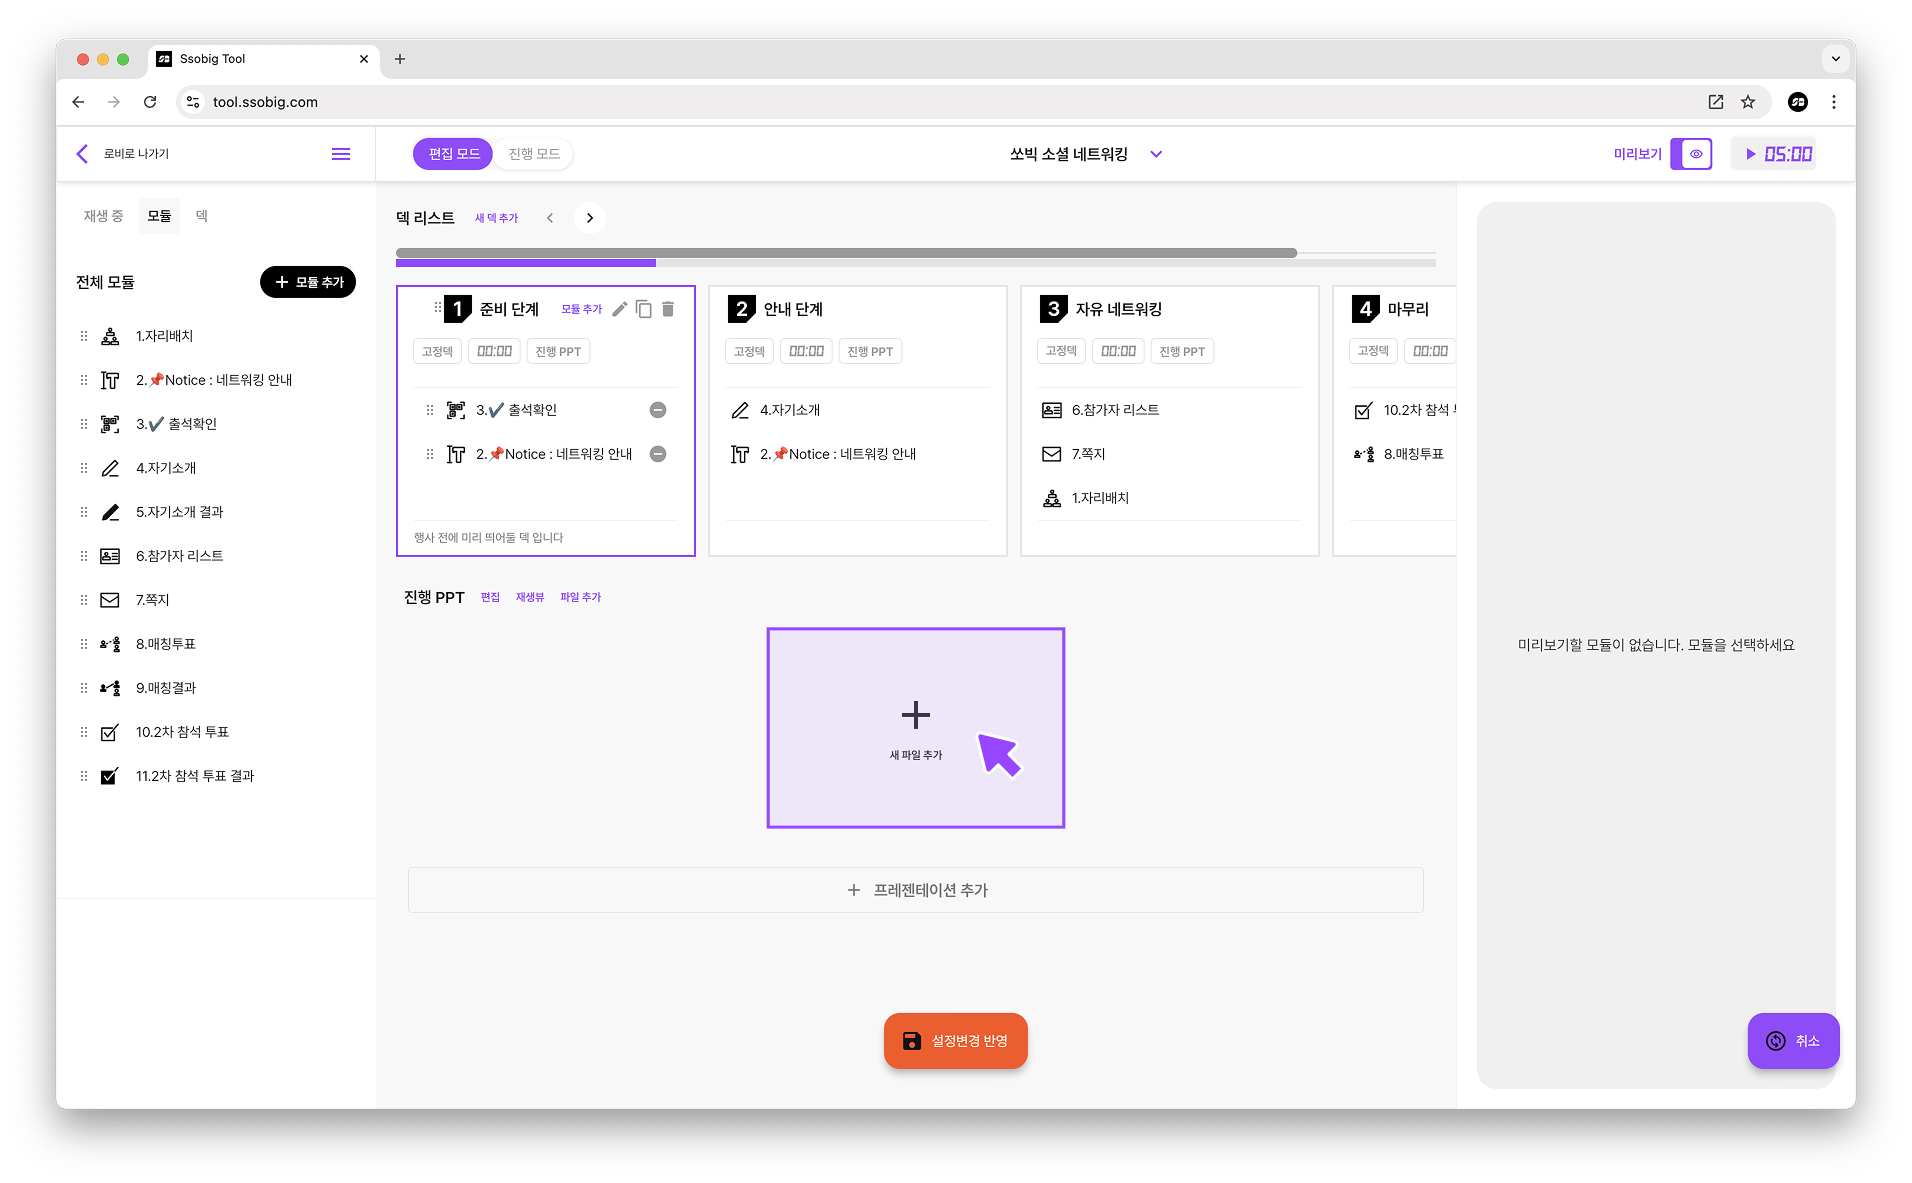 Ssobig Tool
tool.ssobig.com
로비로 나가기
편집 모드
진행 모드
쏘빅 소셜 네트워킹
미리보기
05:00
재생 중
모듈
덱
전체 모듈
모듈 추가
1.자리배치
2.📌Notice : 네트워킹 안내
3.✔️ 출석확인
4.자기소개
5.자기소개 결과
6.참가자 리스트
7.쪽지
8.매칭투표
9.매칭결과
10.2차 참석 투표
11.2차 참석 투표 결과
덱 리스트
새 덱 추가
1 준비 단계
모듈 추가
고정덱
00:00
진행 PPT
3.✔️ 출석확인
2.📌Notice : 네트워킹 안내
행사 전에 미리 띄어둘 덱 입니다
2 안내 단계
고정덱
00:00
진행 PPT
4.자기소개
2.📌Notice : 네트워킹 안내
3 자유 네트워킹
고정덱
00:00
진행 PPT
6.참가자 리스트
7.쪽지
1.자리배치
4 마무리
고정덱
00:00
10.2차 참석
8.매칭투표
진행 PPT
편집
재생뷰
파일 추가
새 파일 추가
프레젠테이션 추가
설정변경 반영
미리보기할 모듈이 없습니다. 모듈을 선택하세요
취소